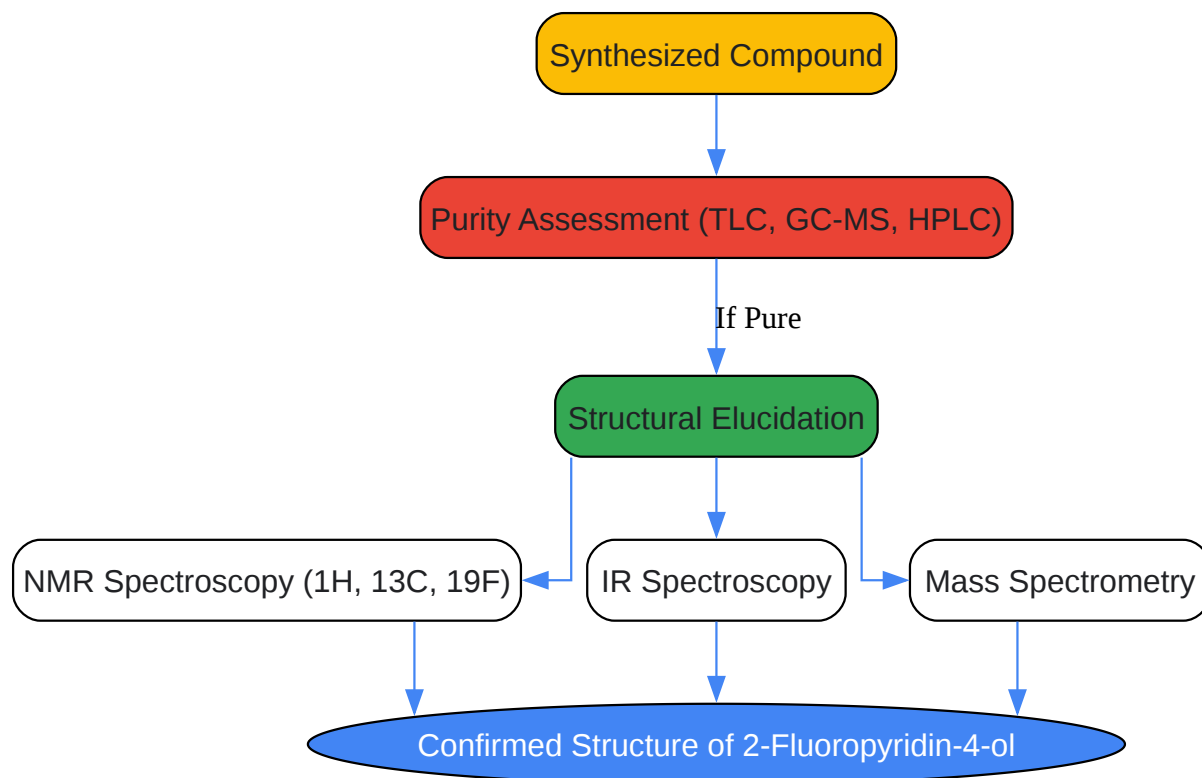 Synthesized Compound
Purity Assessment (TLC, GC-MS, HPLC)
If Pure
Structural Elucidation
NMR Spectroscopy (1H, 13C, 19F)
IR Spectroscopy
Mass Spectrometry
Confirmed Structure of 2-Fluoropyridin-4-ol